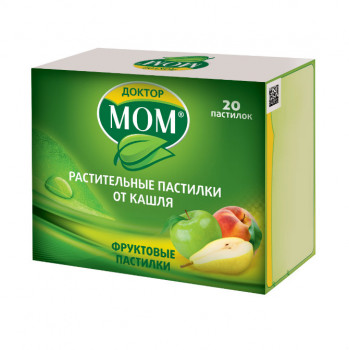 ДОКТОР
МОМ®
20
пастилок
РАСТИТЕЛЬНЫЕ ПАСТИЛКИ
ОТ КАШЛЯ
ФРУКТОВЫЕ
ПАСТИЛКИ